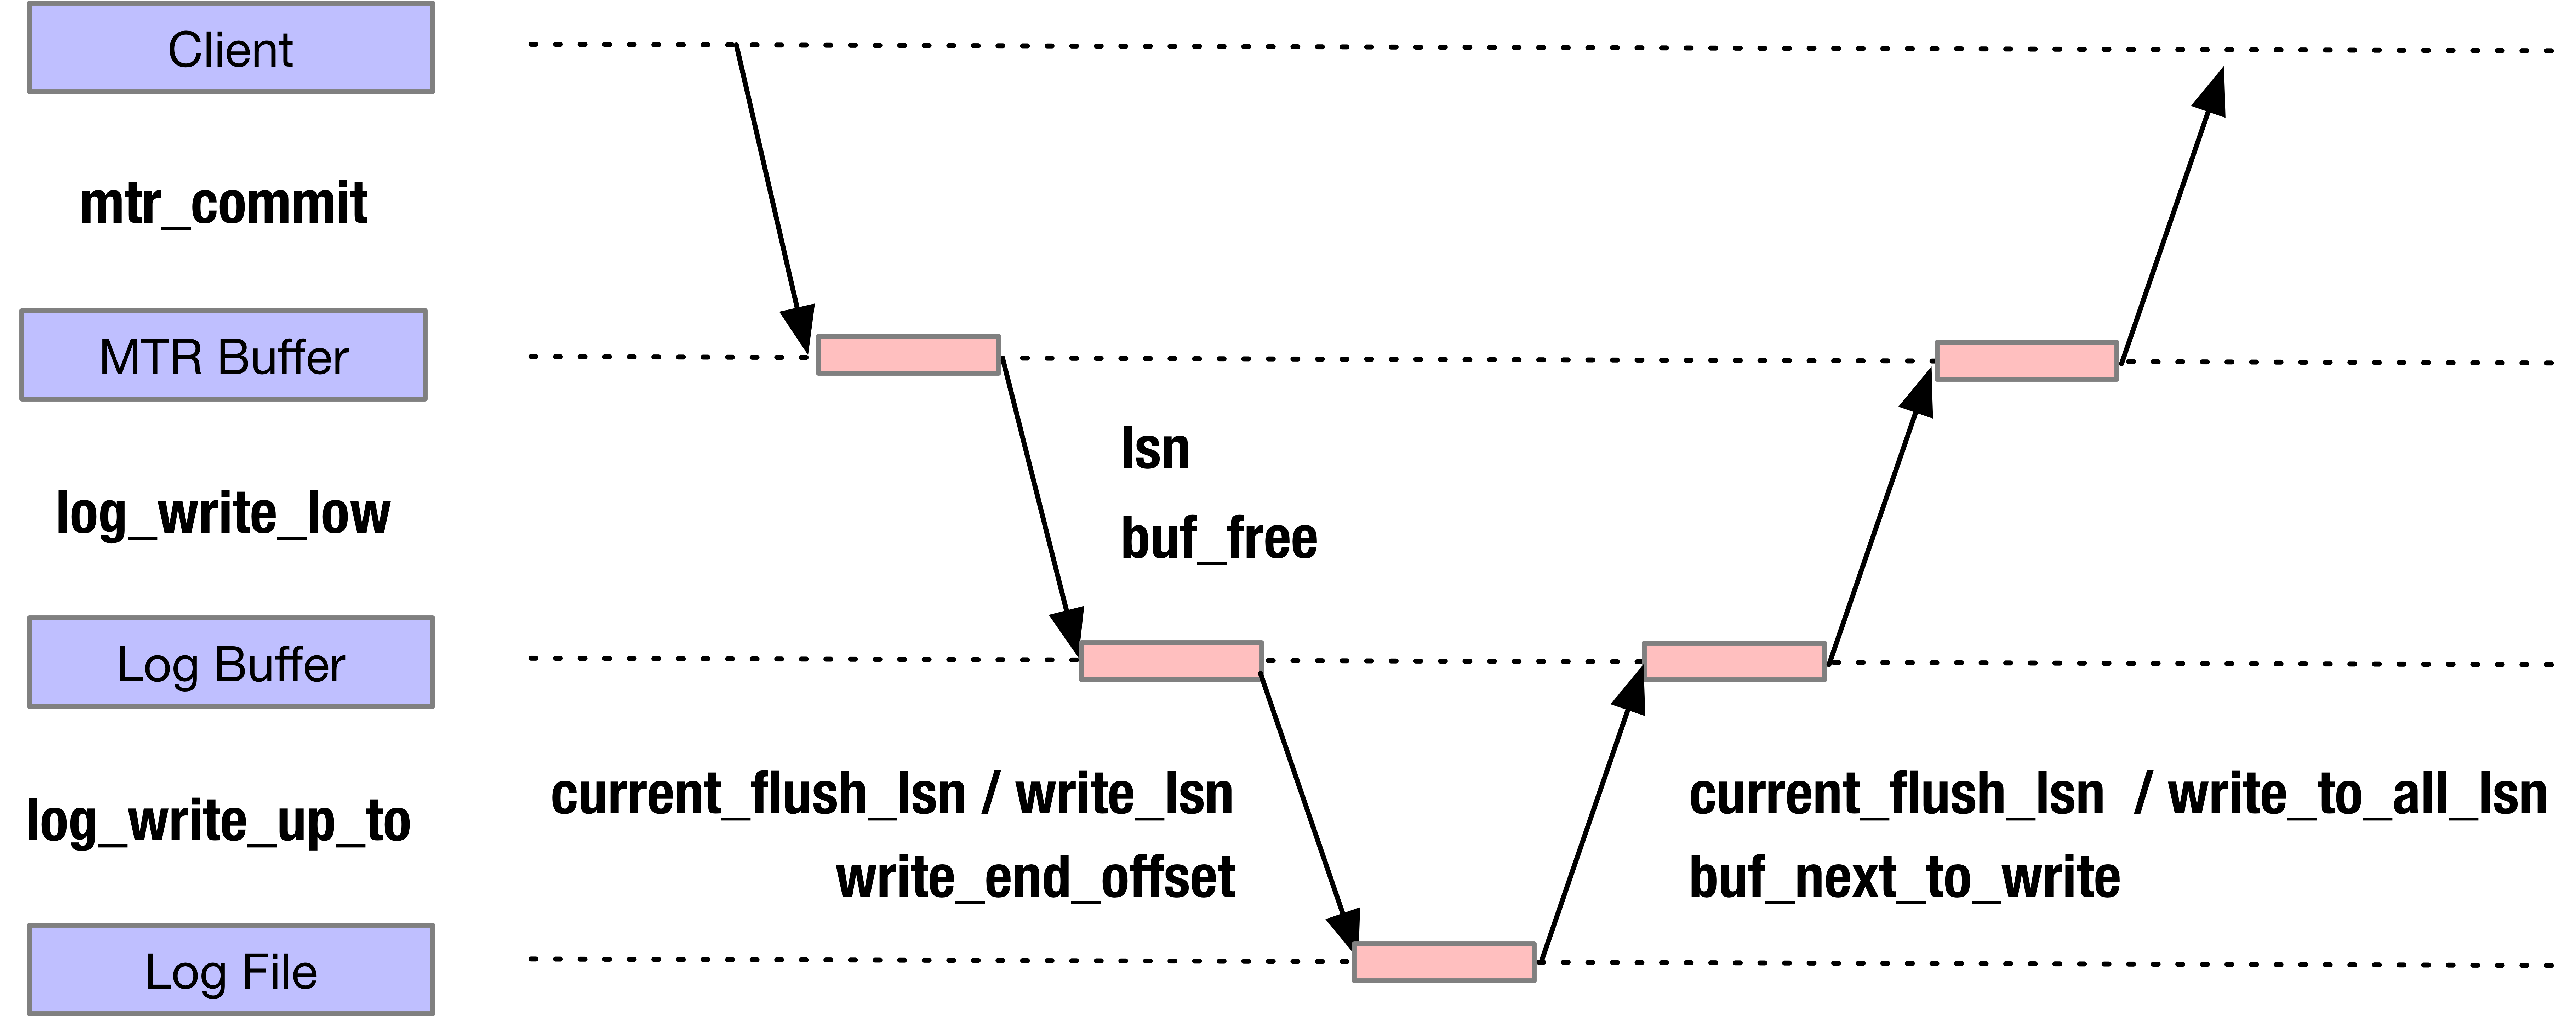 Client
mtr_commit
MTR Buffer
lsn
log_write_low
buf_free
Log Buffer
current_flush_lsn / write_lsn
current_flush_lsn / write_to_all_lsn
log_write_up_to
write_end_offset
buf_next_to_write
Log File